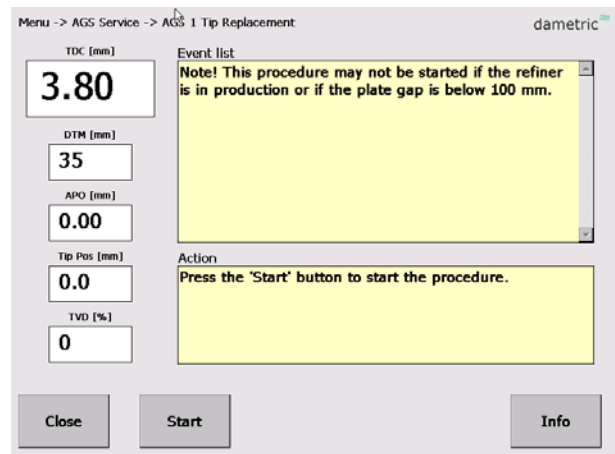 Menu -> AGS Service -> AGS 1 Tip Replacement
dametric
TDC [mm]
3.80
DTM [mm]
35
APO [mm]
0.00
Tip Pos [mm]
0.0
TVD [%]
0
Event list
Note! This procedure may not be started if the refiner
is in production or if the plate gap is below 100 mm.
Action
Press the 'Start' button to start the procedure.
Close
Start
Info